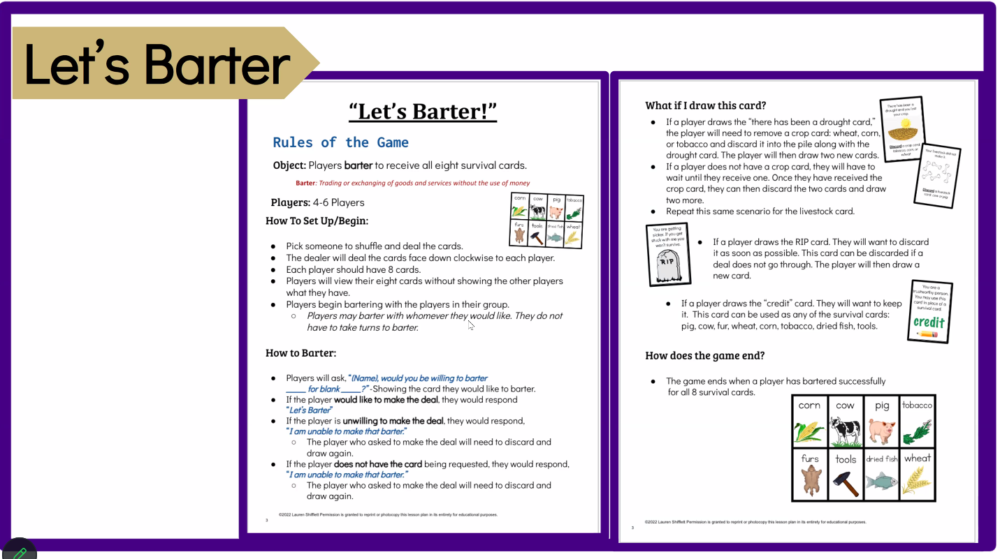 Let's Barter
“Let’s Barter!”
Rules of the Game
Object: Players barter to receive all eight survival cards.
Barter: Trading or exchanging of goods and services without the use of money
Players: 4-6 Players
corn cow pig tobacco
furs tools dried fish wheat
How To Set Up/Begin:
● Pick someone to shuffle and deal the cards.
● The dealer will deal the cards face down clockwise to each player.
● Each player should have 8 cards.
● Players will view their eight cards without showing the other players
what they have.
● Players begin bartering with the players in their group.
○ Players may barter with whomever they would like. They do not
have to take turns to barter.
How to Barter:
● Players will ask, “(Name), would you be willing to barter
_____ for blank _____?” -Showing the card they would like to barter.
● If the player would like to make the deal, they would respond
“Let’s Barter”
● If the player is unwilling to make the deal, they would respond,
“I am unable to make that barter.”
○ The player who asked to make the deal will need to discard and
draw again.
● If the player does not have the card being requested, they would respond,
“I am unable to make that barter.”
○ The player who asked to make the deal will need to discard and
draw again.
©2022 Lauren Shifflett Permission is granted to reprint or photocopy this lesson plan in its entirety for educational purposes.
3
What if I draw this card?
● If a player draws the “there has been a drought card,”
the player will need to remove a crop card: wheat, corn,
or tobacco and discard it into the pile along with the
drought card. The player will then draw two new cards.
● If a player does not have a crop card, they will have to
wait until they receive one. Once they have received the
crop card, they can then discard the two cards and draw
two more.
● Repeat this same scenario for the livestock card.
There has been a
drought and you lost
your crop.
Discard a crop card:
tobacco, corn, or
wheat
Your livestock did not
make it.
Discard a livestock
card: cow or pig
You are getting
sicker. If you get
stuck with me you
won't survive.
RIP
● If a player draws the RIP card. They will want to discard
it as soon as possible. This card can be discarded if a
deal does not go through. The player will then draw a
new card.
● If a player draws the “credit” card. They will want to keep
it. This card can be used as any of the survival cards:
pig, cow, fur, wheat, corn, tobacco, dried fish, tools.
You are a
trustworthy person.
You may use this
card in place of a
survival card.
credit
How does the game end?
● The game ends when a player has bartered successfully
for all 8 survival cards.
corn cow pig tobacco
furs tools dried fish wheat
©2022 Lauren Shifflett Permission is granted to reprint or photocopy this lesson plan in its entirety for educational purposes.
3